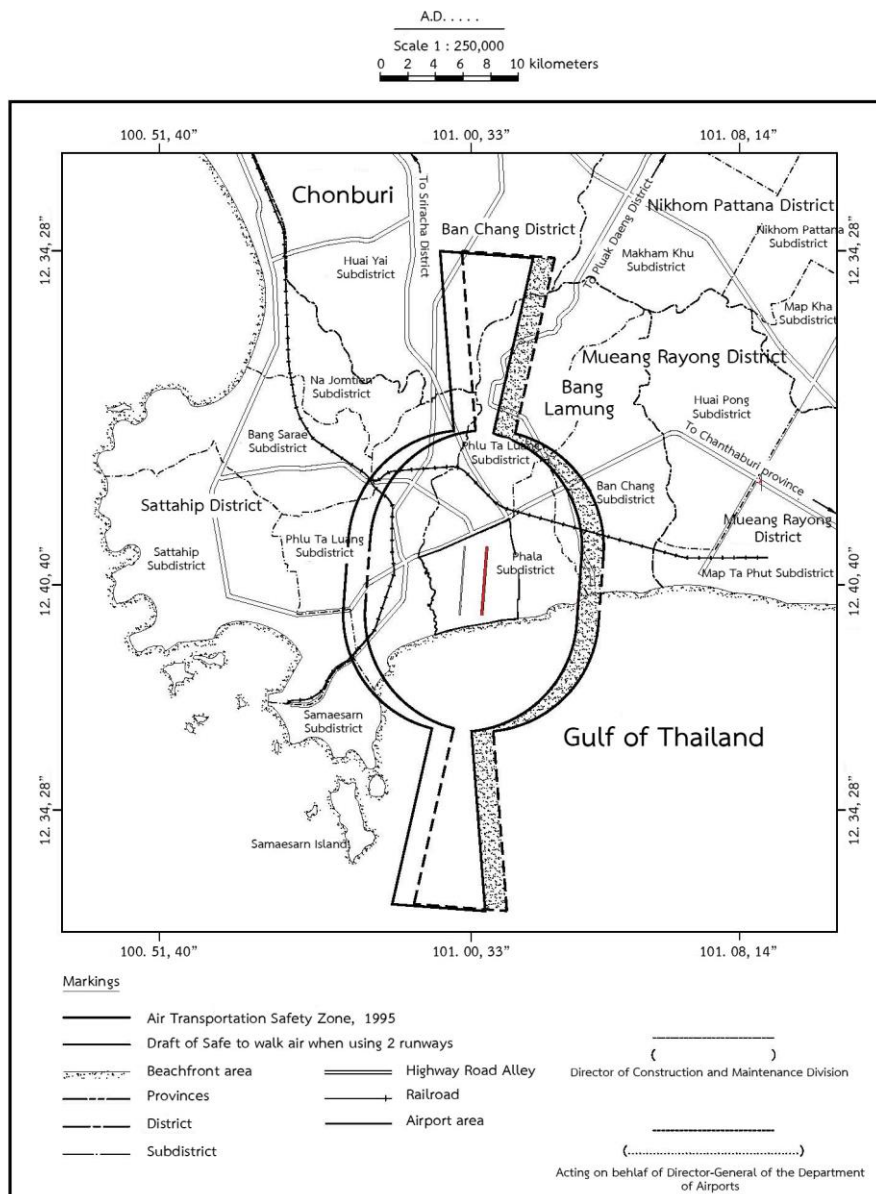 A.D. . . . .
Scale 1 : 250,000
0 2 4 6 8 10 kilometers
100. 51, 40” 101. 00, 33” 101. 08, 14”
Chonburi
To Sriracha District
Ban Chang District
To Pluak Daeng District
Nikhom Pattana District
Nikhom Pattana
Subdistrict
12. 34, 28”
12. 34, 28”
Huai Yai
Subdistrict
Makham Khu
Subdistrict
Map Kha
Subdistrict
Mueang Rayong District
Na Jomtien
Subdistrict
Bang
Lamung
Huai Pong
Subdistrict
To Chanthaburi province
Bang Sarae
Subdistrict
Phlu Ta Luang
Subdistrict
Ban Chang
Subdistrict
Sattahip District
Mueang Rayong
District
Sattahip
Subdistrict
Phlu Ta Luang
Subdistrict
Phala
Subdistrict
Map Ta Phut Subdistrict
12. 40, 40”
12. 40, 40”
Samaesarn
Subdistrict
Gulf of Thailand
Samaesarn Island
12. 34, 28”
12. 34, 28”
100. 51, 40” 101. 00, 33” 101. 08, 14”
Markings
Air Transportation Safety Zone, 1995
Draft of Safe to walk air when using 2 runways
Beachfront area
Provinces
District
Subdistrict
Highway Road Alley
Railroad
Airport area
( )
Director of Construction and Maintenance Division
(..............................)
Acting on behlaf of Director-General of the Department
of Airports